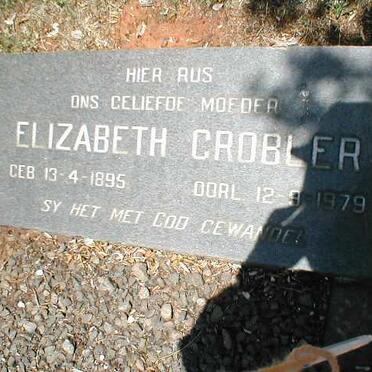 HIER RUS
ONS GELIEFDE MOEDER
ELIZABETH GROBLER
GEB 13-4-1895 OORL 12-9-1979
SY HET MET GOD GEWANDEL